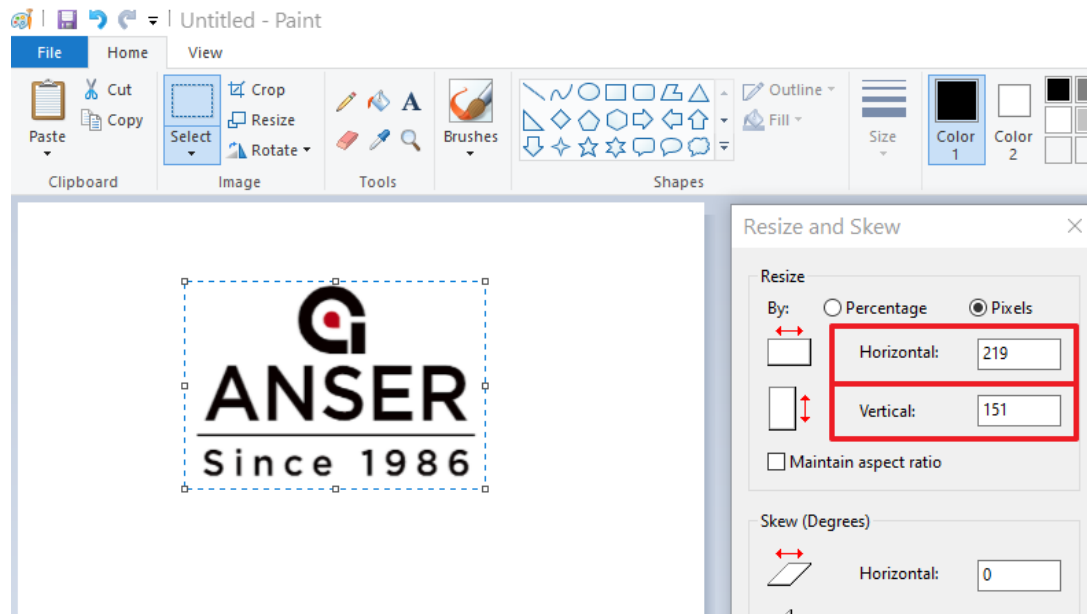 Untitled - Paint
File Home View
Cut
Copy
Paste
Clipboard
Select
Crop
Resize
Rotate
Image
A
Tools
Brushes
Shapes
Outline
Fill
Size
Color 1
Color 2
ANSER
Since 1986
Resize and Skew
Resize
By: Percentage Pixels
Horizontal: 219
Vertical: 151
Maintain aspect ratio
Skew (Degrees)
Horizontal: 0